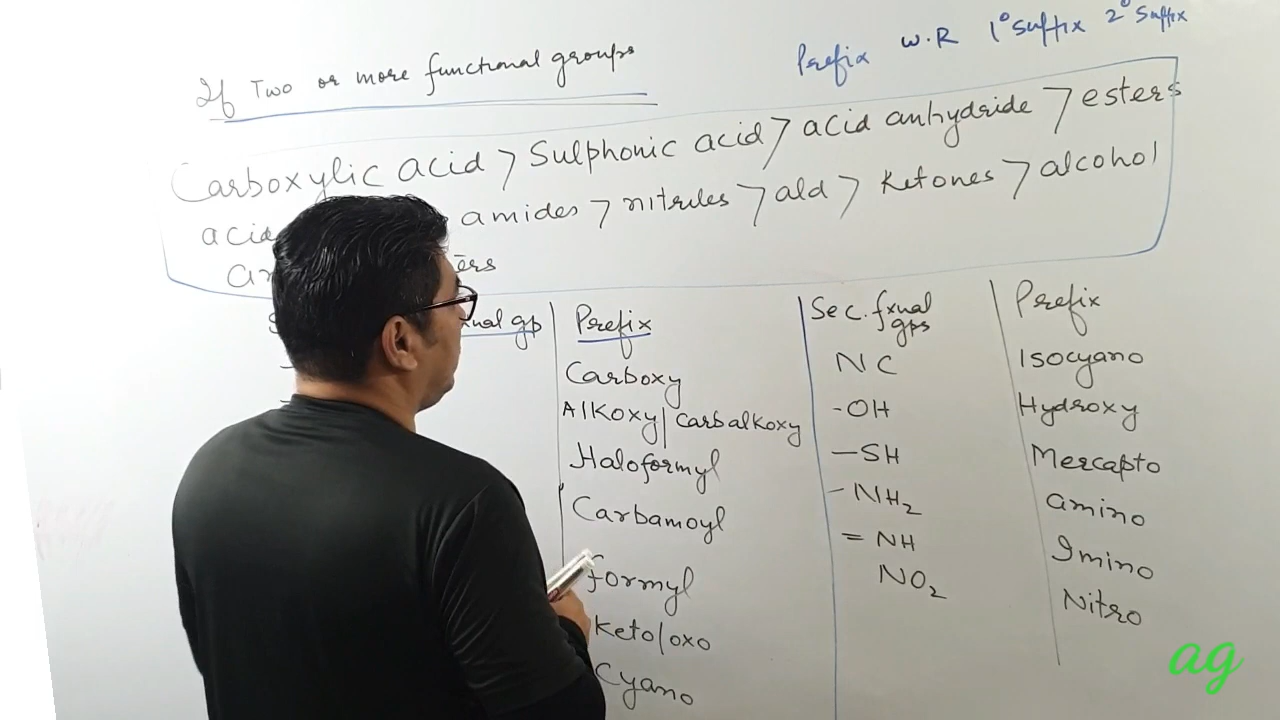 If Two or more functional groups
Prefix W.R 1° suffix 2° suffix
Carboxylic acid > Sulphonic acid > acid anhydride > esters
amides > nitriles > ald > Ketones > alcohol
Prefix
Carboxy
Alkoxy/Carbalkoxy
Haloformyl
Carbamoyl
formyl
Keto/oxo
Cyano
Sec. fxnal gps
NC
-OH
-SH
-NH₂
= NH
NO₂
Prefix
Isocyano
Hydroxy
Mercapto
amino
Imino
Nitro
ag